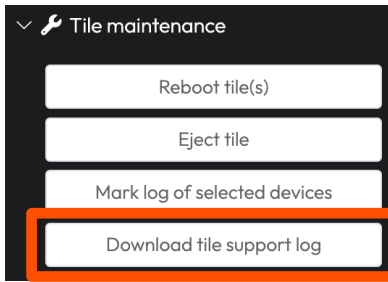 Tile maintenance
Reboot tile(s)
Eject tile
Mark log of selected devices
Download tile support log